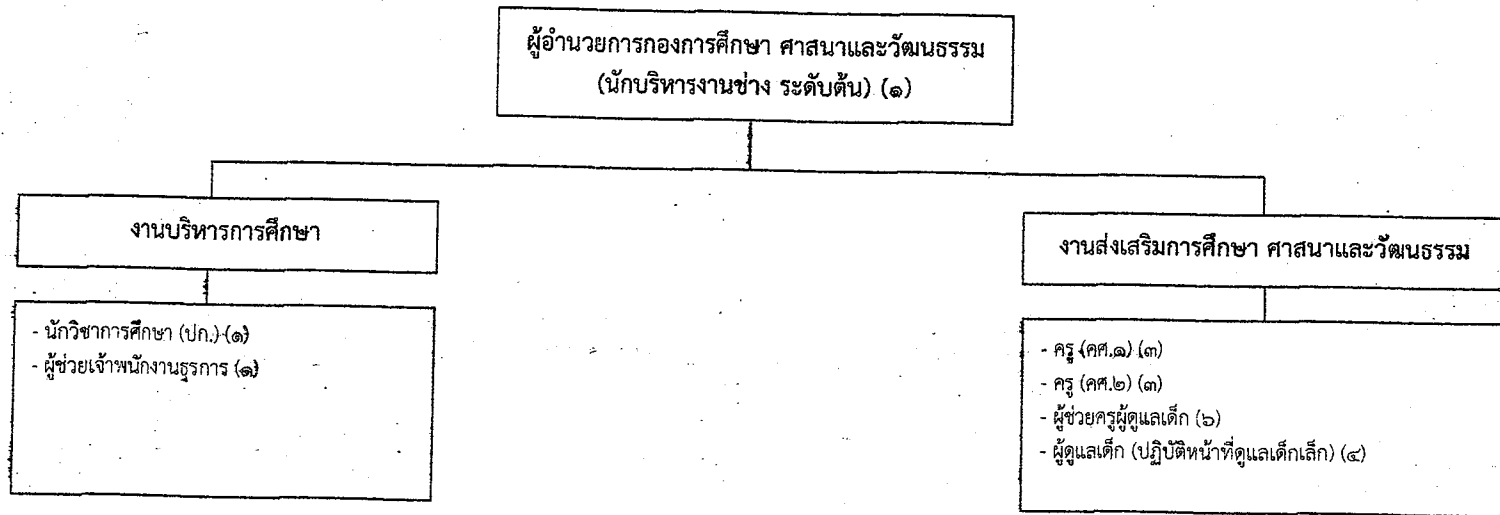 ผู้อำนวยการกองการศึกษา ศาสนาและวัฒนธรรม
(นักบริหารงานช่าง ระดับต้น) (๑)
งานบริหารการศึกษา
- นักวิชาการศึกษา (ปก.) (๑)
- ผู้ช่วยเจ้าพนักงานธุรการ (๑)
งานส่งเสริมการศึกษา ศาสนาและวัฒนธรรม
- ครู (คศ.๑) (๓)
- ครู (คศ.๒) (๓)
- ผู้ช่วยครูผู้ดูแลเด็ก (๖)
- ผู้ดูแลเด็ก (ปฏิบัติหน้าที่ดูแลเด็กเล็ก) (๔)